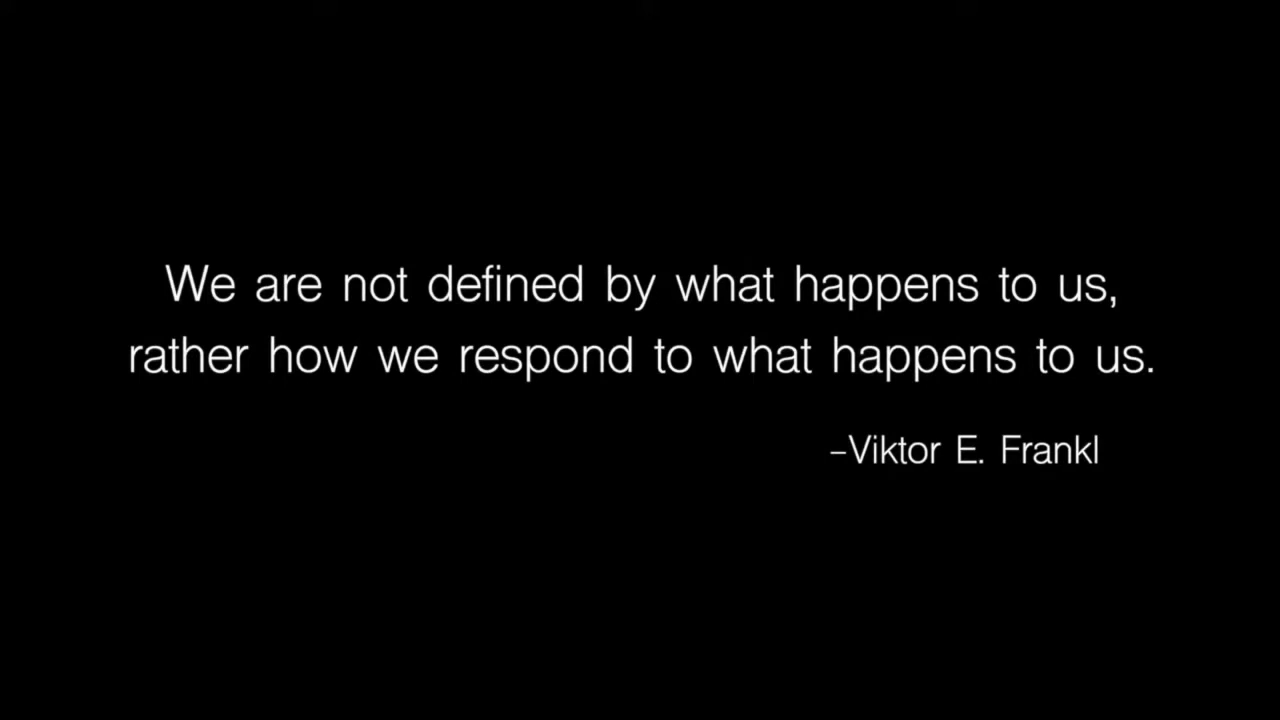 We are not defined by what happens to us,
rather how we respond to what happens to us.
–Viktor E. Frankl